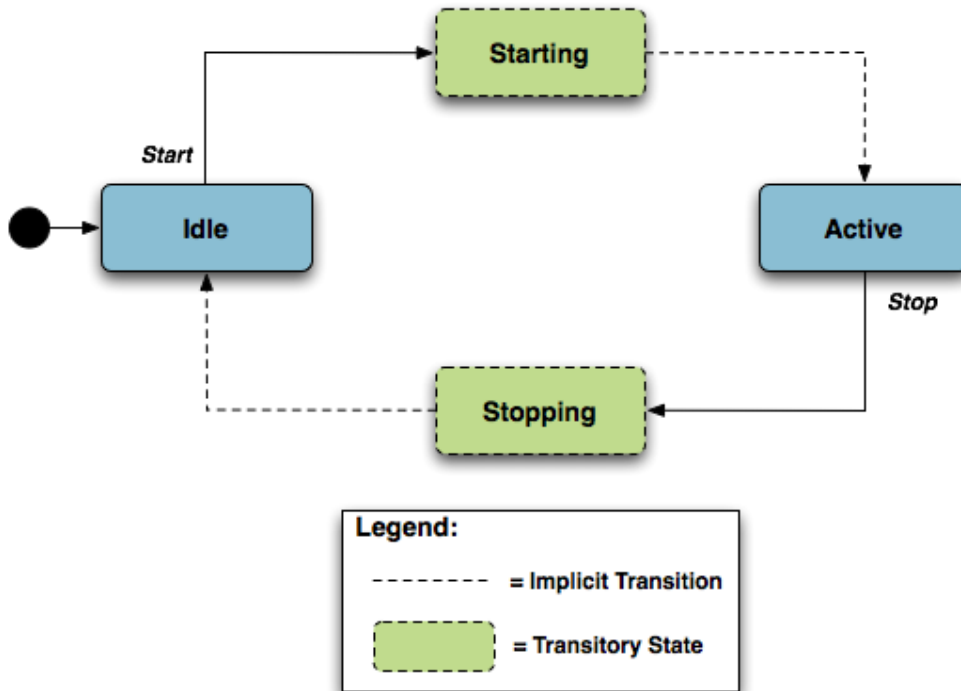 Starting
Start
Idle
Active
Stop
Stopping
Legend:
= Implicit Transition
= Transitory State